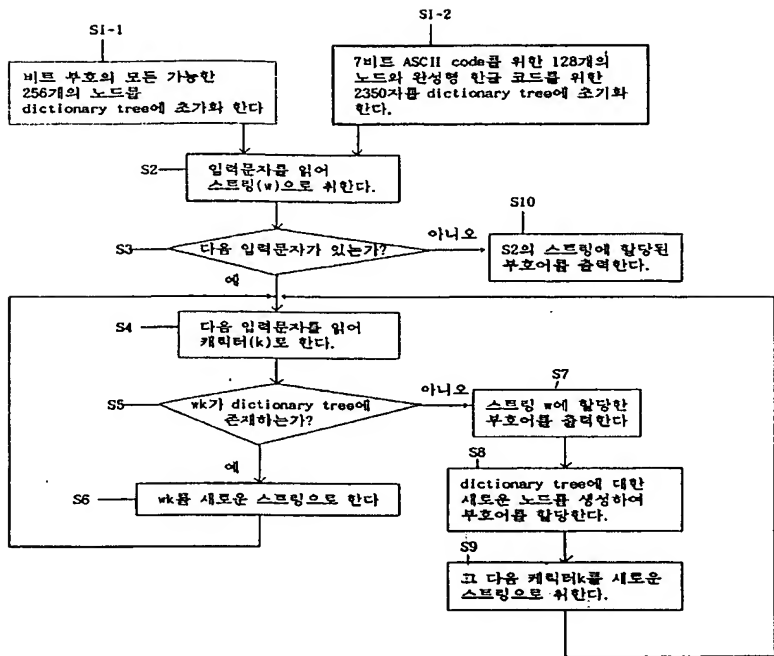 S1-1
S1-2
비트 부호의 모든 가능한
256개의 노드를
dictionary tree에 초가화 한다
7비트 ASCII code를 위한 128개의
노드와 완성형 한글 코드를 위한
2350자를 dictionary tree에 초기화
한다.
S2
입력문자를 읽어
스트링(w)으로 취한다.
S10
S3
다음 입력문자가 있는가?
아니오
S2의 스트링에 할당된
부호어를 출력한다.
예
S4
다음 입력문자를 읽어
캐릭터(k)로 한다.
S5
wk가 dictionary tree에
존재하는가?
아니오
S7
스트링 w에 할당한
부호어를 출력한다
예
S8
S6
wk를 새로운 스트링으로 한다
dictionary tree에 대한
새로운 노드를 생성하여
부호어를 할당한다.
S9
그 다음 케릭터k를 새로운
스트링으로 취한다.